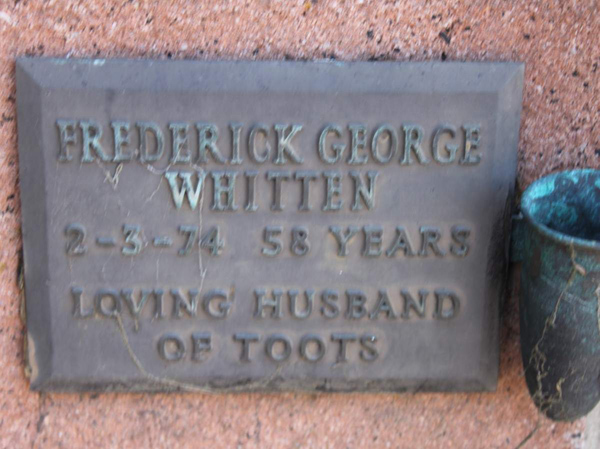 FREDERICK GEORGE
WHITTEN
2-3-74 58 YEARS
LOVING HUSBAND
OF TOOTS